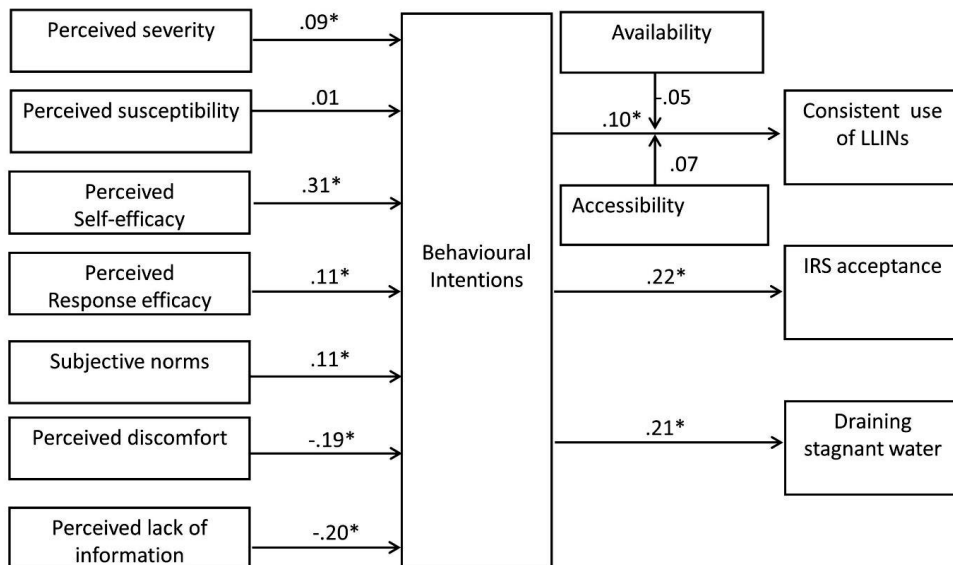 Perceived severity
.09*
Perceived susceptibility
.01
Perceived
Self-efficacy
.31*
Perceived
Response efficacy
.11*
Subjective norms
.11*
Perceived discomfort
-.19*
Perceived lack of
information
-.20*
Behavioural
Intentions
Availability
-.05
.10*
.07
Accessibility
Consistent use
of LLINs
.22*
IRS acceptance
.21*
Draining
stagnant water